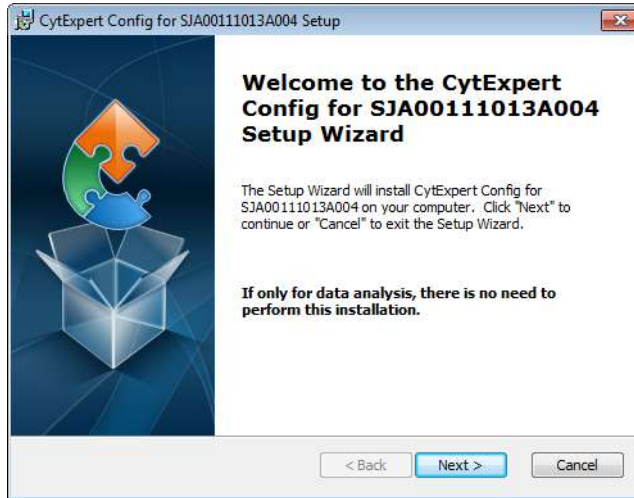 CytExpert Config for SJA00111013A004 Setup
Welcome to the CytExpert
Config for SJA00111013A004
Setup Wizard
The Setup Wizard will install CytExpert Config for
SJA00111013A004 on your computer. Click "Next" to
continue or "Cancel" to exit the Setup Wizard.
If only for data analysis, there is no need to
perform this installation.
< Back Next > Cancel